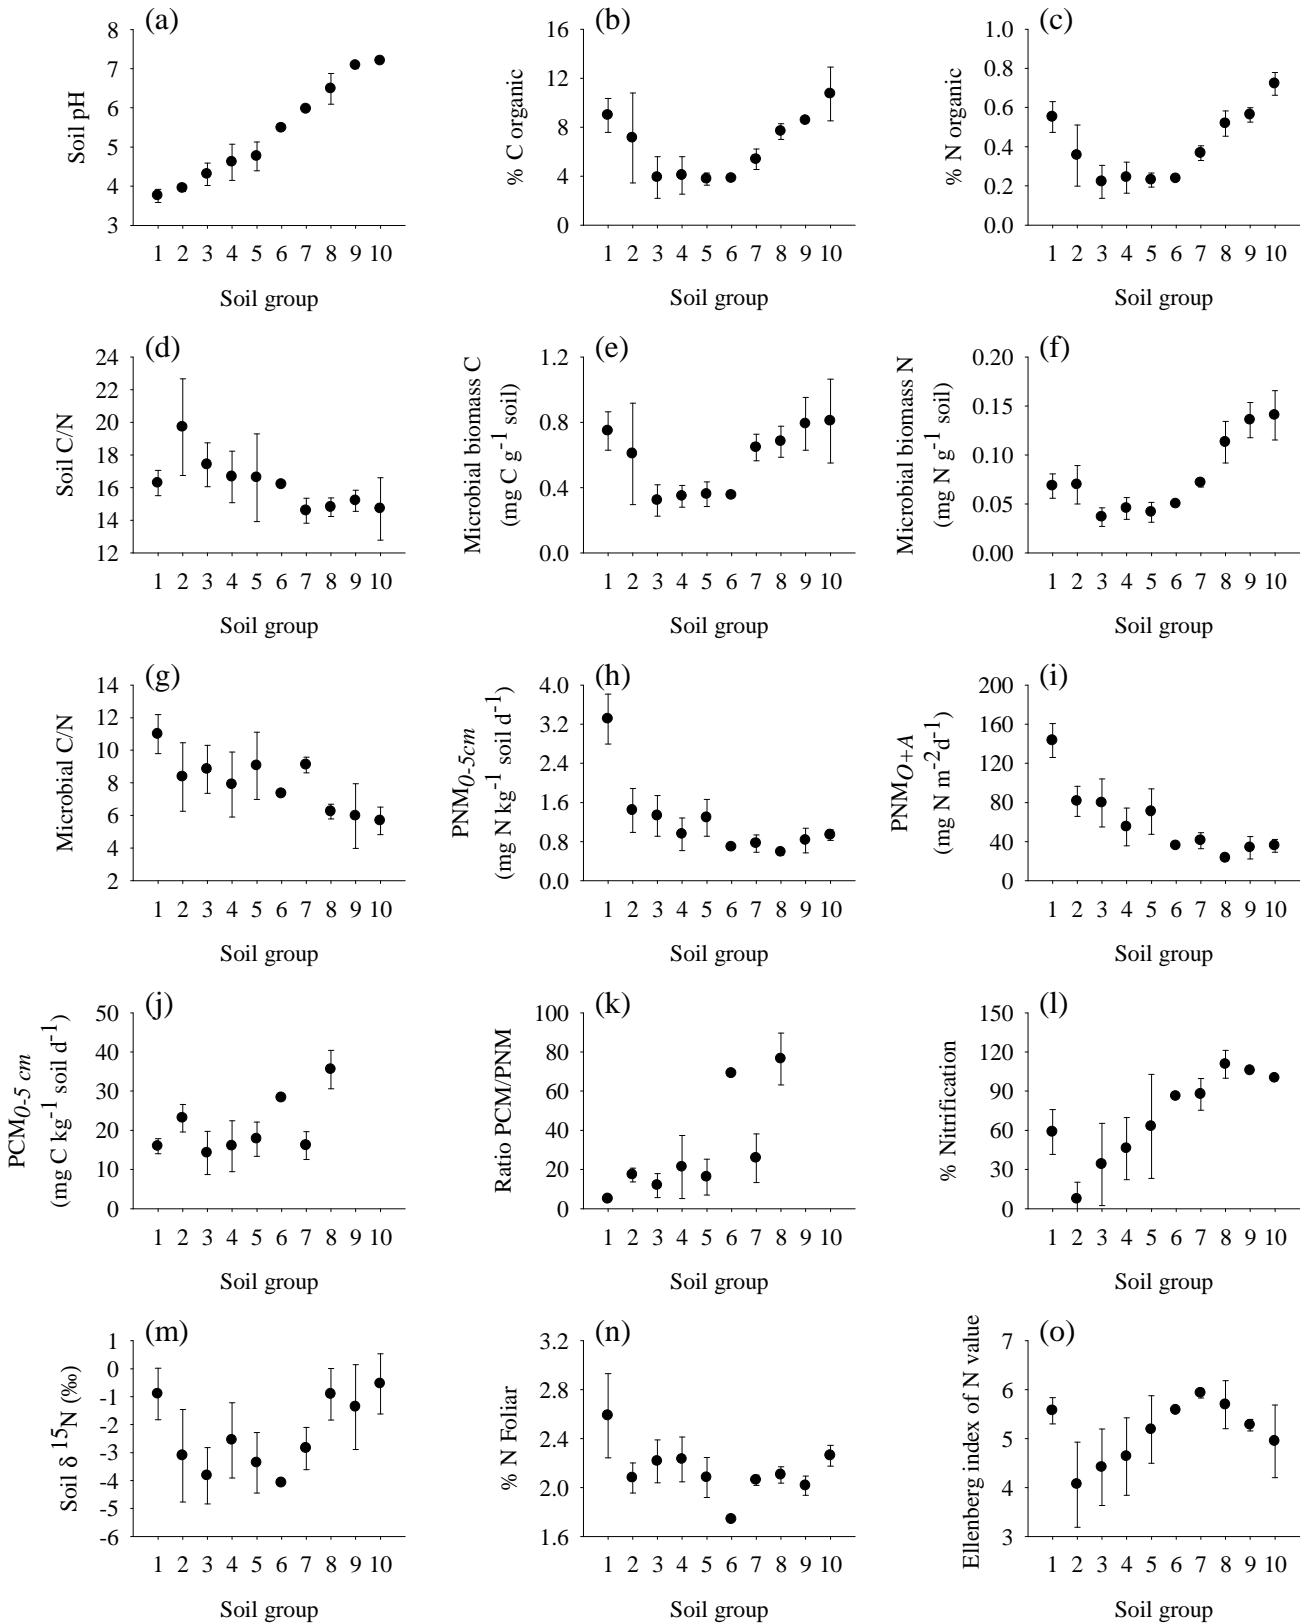 (a)
Soil pH
8
7
6
5
4
3
1 2 3 4 5 6 7 8 9 10
Soil group
(b)
% C organic
16
12
8
4
0
1 2 3 4 5 6 7 8 9 10
Soil group
(c)
% N organic
1.0
0.8
0.6
0.4
0.2
0.0
1 2 3 4 5 6 7 8 9 10
Soil group
(d)
Soil C/N
24
22
20
18
16
14
12
1 2 3 4 5 6 7 8 9 10
Soil group
(e)
Microbial biomass C
(mg C g⁻¹ soil)
1.2
0.8
0.4
0.0
1 2 3 4 5 6 7 8 9 10
Soil group
(f)
Microbial biomass N
(mg N g⁻¹ soil)
0.20
0.15
0.10
0.05
0.00
1 2 3 4 5 6 7 8 9 10
Soil group
(g)
Microbial C/N
14
12
10
8
6
4
2
1 2 3 4 5 6 7 8 9 10
Soil group
(h)
PNM0-5cm
(mg N kg⁻¹ soil d⁻¹)
4.0
3.2
2.4
1.6
0.8
0.0
1 2 3 4 5 6 7 8 9 10
Soil group
(i)
PNMO+A
(mg N m⁻²d⁻¹)
200
160
120
80
40
0
1 2 3 4 5 6 7 8 9 10
Soil group
(j)
PCM0-5 cm
(mg C kg⁻¹ soil d⁻¹)
50
40
30
20
10
0
1 2 3 4 5 6 7 8 9 10
Soil group
(k)
Ratio PCM/PNM
100
80
60
40
20
0
1 2 3 4 5 6 7 8 9 10
Soil group
(l)
% Nitrification
150
120
90
60
30
0
1 2 3 4 5 6 7 8 9 10
Soil group
(m)
Soil δ ¹⁵N (‰)
1
0
-1
-2
-3
-4
-5
-6
1 2 3 4 5 6 7 8 9 10
Soil group
(n)
% N Foliar
3.2
2.8
2.4
2.0
1.6
1 2 3 4 5 6 7 8 9 10
Soil group
(o)
Ellenberg index of N value
7
6
5
4
3
1 2 3 4 5 6 7 8 9 10
Soil group